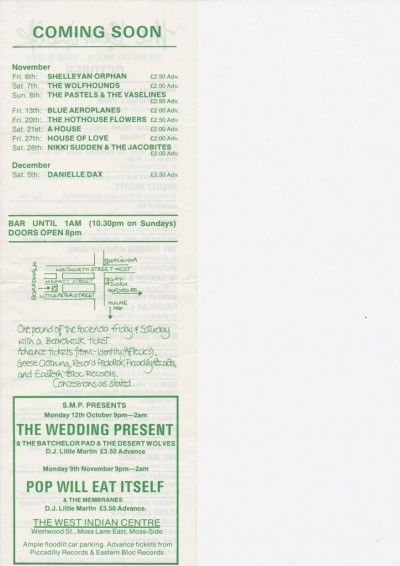 COMING SOON
November
Fri. 6th: SHELLEYAN ORPHAN £2.50 Adv.
Sat. 7th: THE WOLFHOUNDS £2.00 Adv.
Sun. 8th: THE PASTELS & THE VASELINES
£2.50 Adv.
Fri. 13th: BLUE AEROPLANES £2.00 Adv.
Fri. 20th: THE HOTHOUSE FLOWERS £2.50 Adv.
Sat. 21st: A HOUSE £2.00 Adv.
Fri. 27th: HOUSE OF LOVE £2.00 Adv.
Sat. 28th: NIKKI SUDDEN & THE JACOBITES
£2.00 Adv.
December
Sat. 5th: DANIELLE DAX £3.50 Adv.
BAR UNTIL 1AM (10.30pm on Sundays)
DOORS OPEN 8pm
HACIENDA
WHITWORTH STREET WEST
BOARDWALK
HEWITT STREET
LITTLE PETER STREET
HULME
One pound off the Hacienda Friday & Saturday
with a Boardwalk ticket.
Advance tickets from:- Identity (Affleck's),
Geese Clothing, Record Peddlar, Piccadilly Records,
and Eastern Bloc Records.
Concessions as stated
S.M.P. PRESENTS
Monday 12th October 9pm—2am
THE WEDDING PRESENT
& THE BATCHELOR PAD & THE DESERT WOLVES
D.J. Little Martin £3.50 Advance
Monday 9th November 9pm—2am
POP WILL EAT ITSELF
& THE MEMBRANES
D.J. Little Martin £3.50 Advance.
THE WEST INDIAN CENTRE
Westwood St., Moss Lane East, Moss-Side
Ample floodlit car parking. Advance tickets from
Piccadilly Records & Eastern Bloc Records.